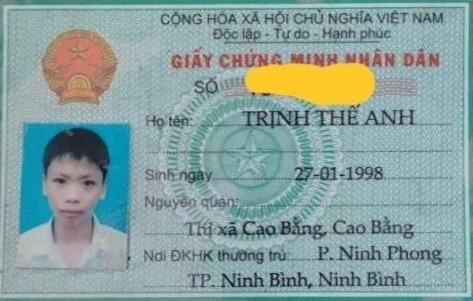 CỘNG HÒA XÃ HỘI CHỦ NGHĨA VIỆT NAM
Độc lập - Tự do - Hạnh phúc
GIẤY CHỨNG MINH NHÂN DÂN
SỐ
Họ tên: TRỊNH THẾ ANH
Sinh ngày 27-01-1998
Nguyên quán:
Thị xã Cao Bằng, Cao Bằng
Nơi ĐKHK thường trú: P. Ninh Phong
TP. Ninh Bình, Ninh Bình